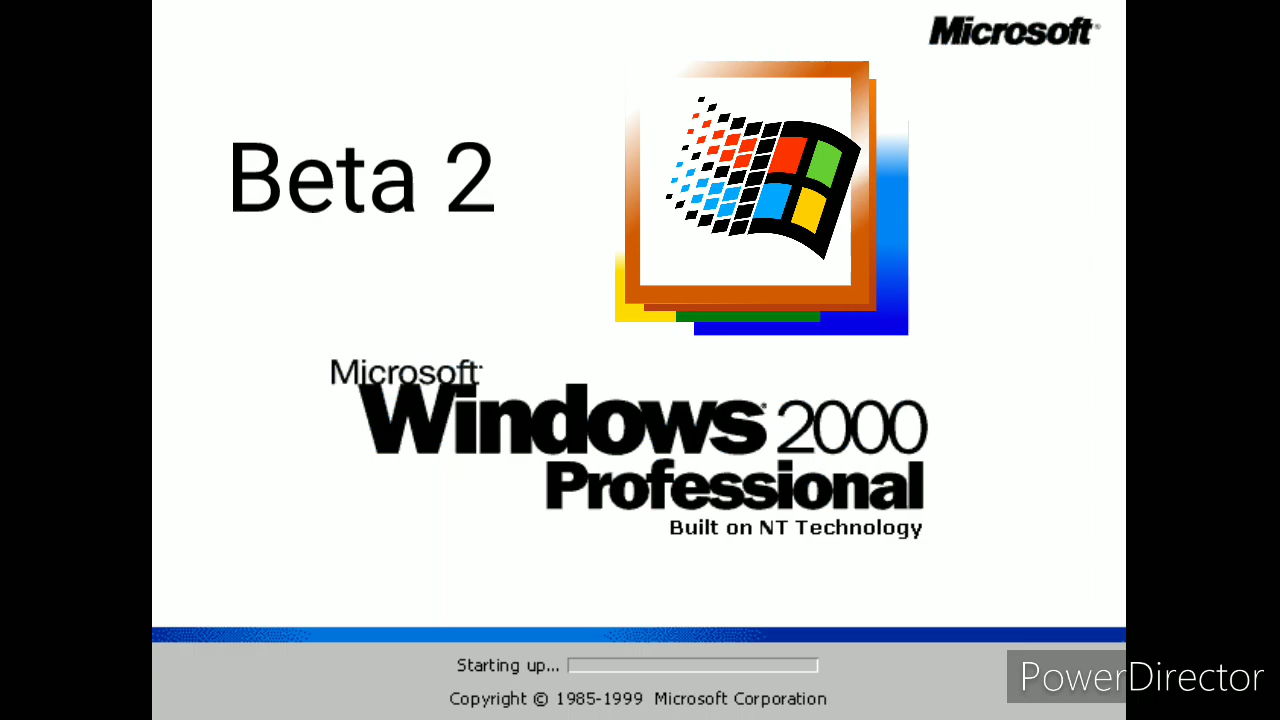 Microsoft®
Beta 2
Microsoft
Windows 2000
Professional
Built on NT Technology
Starting up...
Copyright © 1985-1999 Microsoft Corporation
PowerDirector